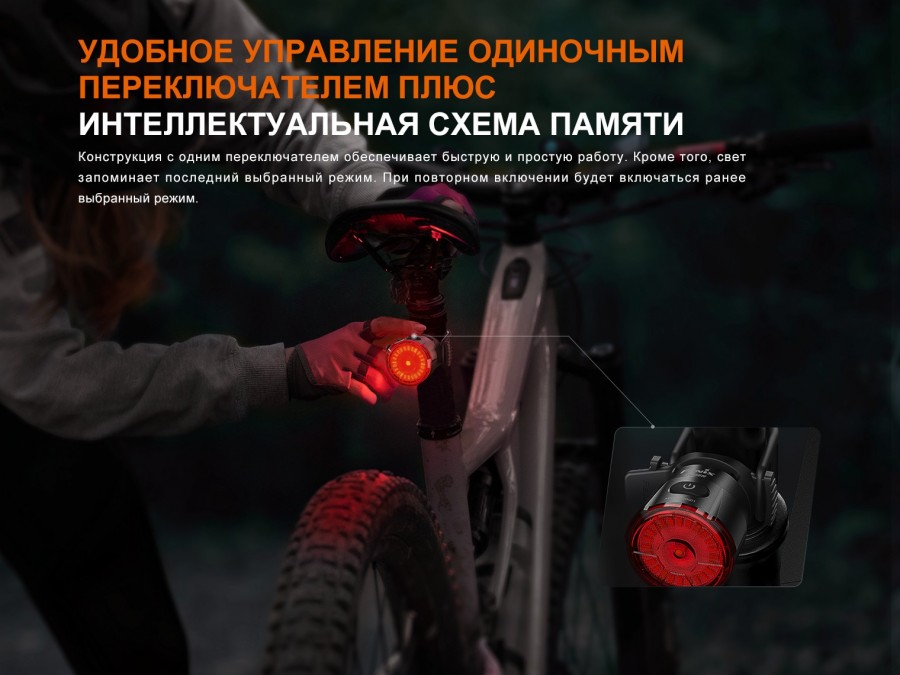 УДОБНОЕ УПРАВЛЕНИЕ ОДИНОЧНЫМ
ПЕРЕКЛЮЧАТЕЛЕМ ПЛЮС
ИНТЕЛЛЕКТУАЛЬНАЯ СХЕМА ПАМЯТИ
Конструкция с одним переключателем обеспечивает быструю и простую работу. Кроме того, свет
запоминает последний выбранный режим. При повторном включении будет включаться ранее
выбранный режим.